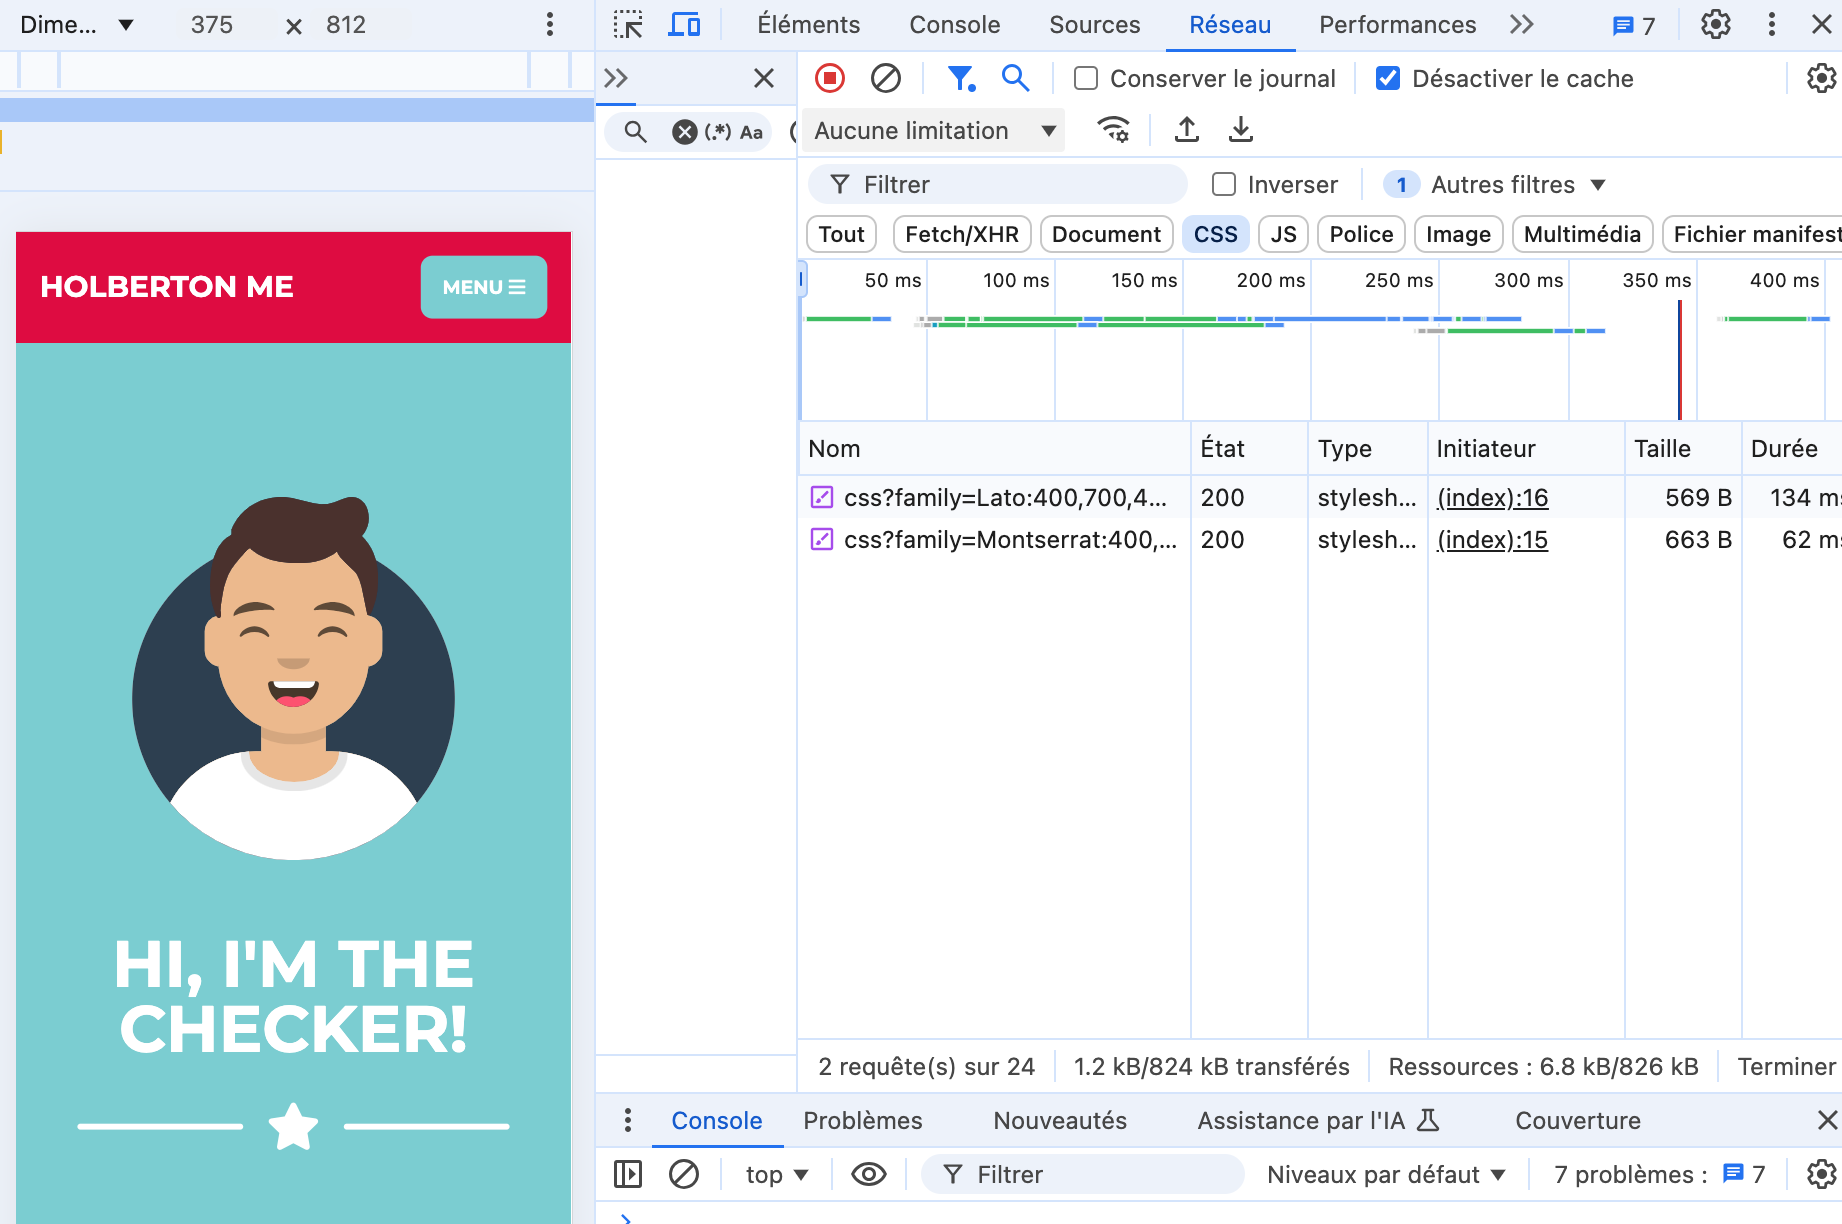 Dime... 375 × 812
Éléments Console Sources Réseau Performances 7
Conserver le journal Désactiver le cache
(.*) Aa
Aucune limitation
Filtrer Inverser 1 Autres filtres
Tout Fetch/XHR Document CSS JS Police Image Multimédia Fichier manifest
50 ms 100 ms 150 ms 200 ms 250 ms 300 ms 350 ms 400 ms
Nom État Type Initiateur Taille Durée
css?family=Lato:400,700,4... 200 stylesh... (index):16 569 B 134 ms
css?family=Montserrat:400,... 200 stylesh... (index):15 663 B 62 ms
2 requête(s) sur 24 1.2 kB/824 kB transférés Ressources : 6.8 kB/826 kB Terminer
Console Problèmes Nouveautés Assistance par l'IA Couverture
top Filtrer Niveaux par défaut 7 problèmes : 7
HOLBERTON ME MENU
HI, I'M THE
CHECKER!